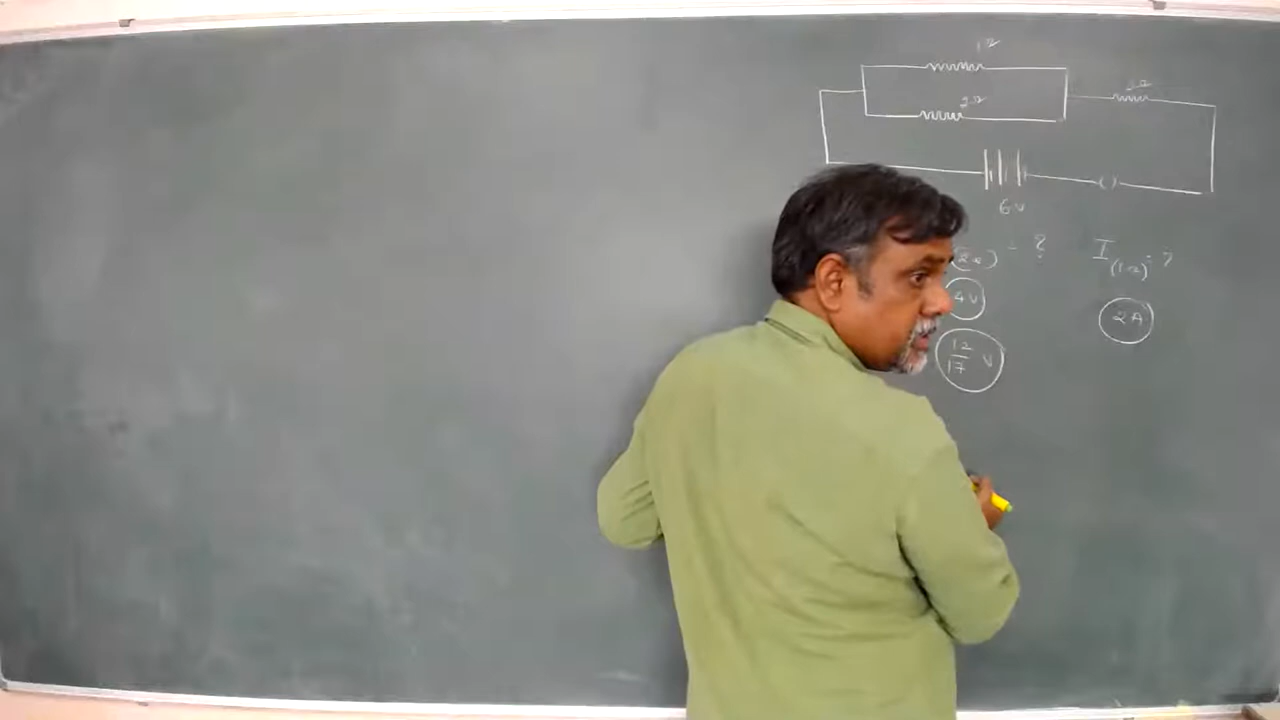 1Ω
2Ω
6V
(2Ω) - ?
I(1Ω) = ?
4V
2A
12/17 V